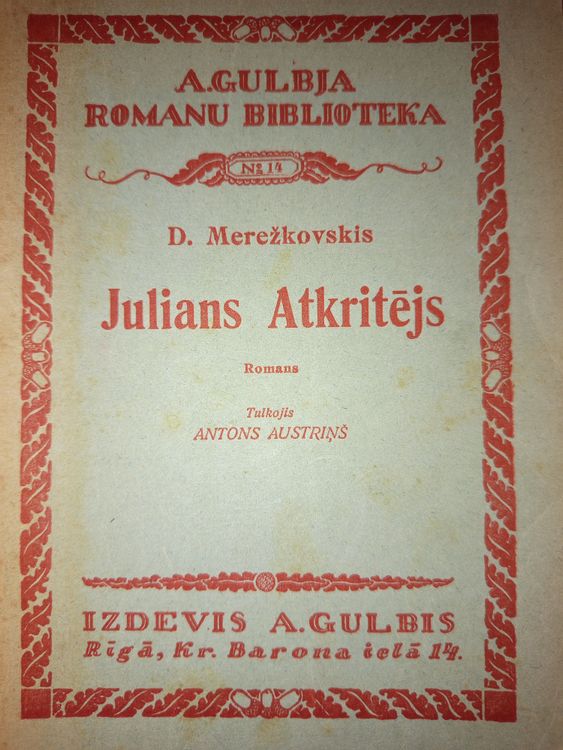 A.GULBJA
ROMANU BIBLIOTEKA
№ 14
D. Merežkovskis
Julians Atkritējs
Romans
Tulkojis
ANTONS AUSTRIŅŠ
IZDEVIS A.GULBIS
Rīgā, Kr. Barona ielā 14.